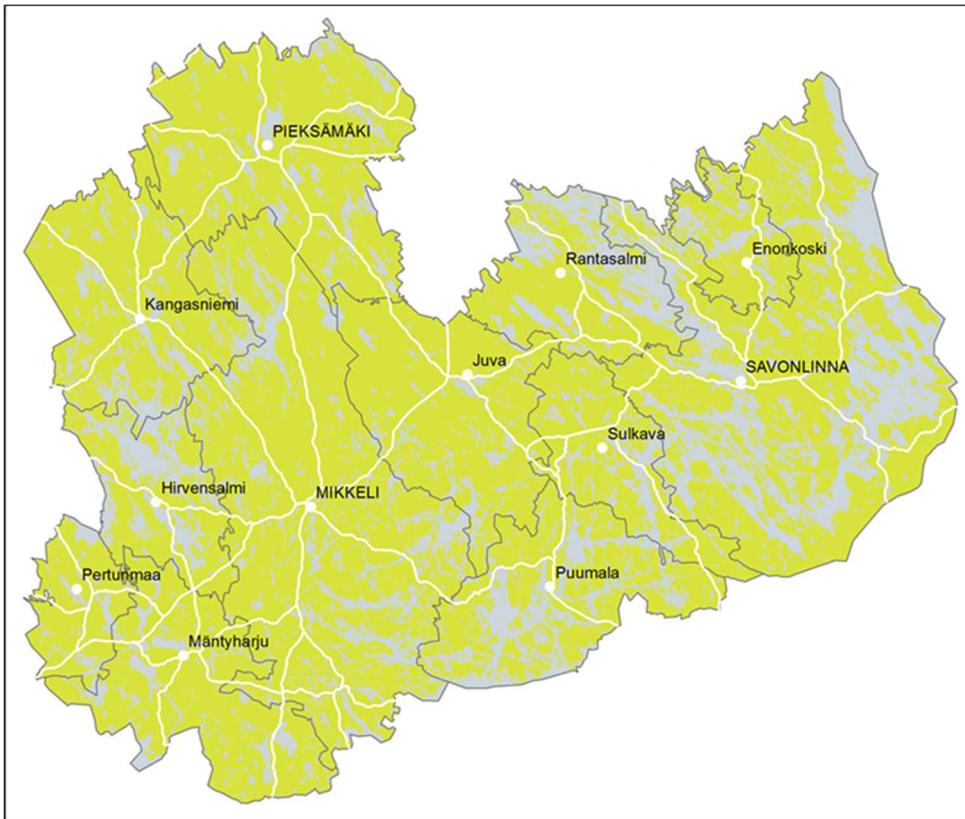 PIEKSÄMÄKI
Enonkoski
Rantasalmi
Kangasniemi
Juva
SAVONLINNA
Sulkava
Hirvensalmi
MIKKELI
Pertunmaa
Puumala
Mäntyharju